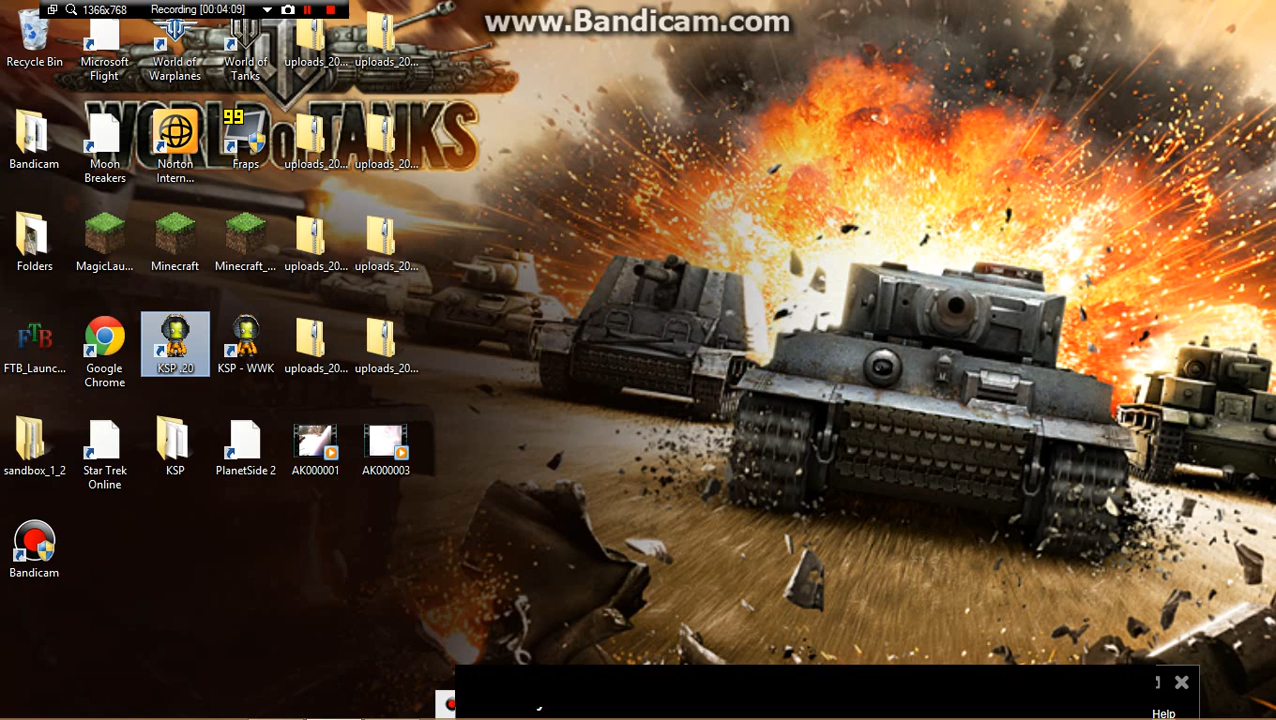 1366x768 Recording [00:04:09]
www.Bandicam.com
Recycle Bin
Microsoft Flight
World of Warplanes
World of Tanks
uploads_20...
uploads_20...
WORLD OF TANKS
Bandicam
Moon Breakers
Norton Intern...
99
Fraps
uploads_20...
uploads_20...
Folders
MagicLau...
Minecraft
Minecraft_...
uploads_20...
uploads_20...
FTB
FTB_Launc...
Google Chrome
KSP .20
KSP - WWK
uploads_20...
uploads_20...
sandbox_1_2
Star Trek Online
KSP
PlanetSide 2
AK000001
AK000003
Bandicam
Help